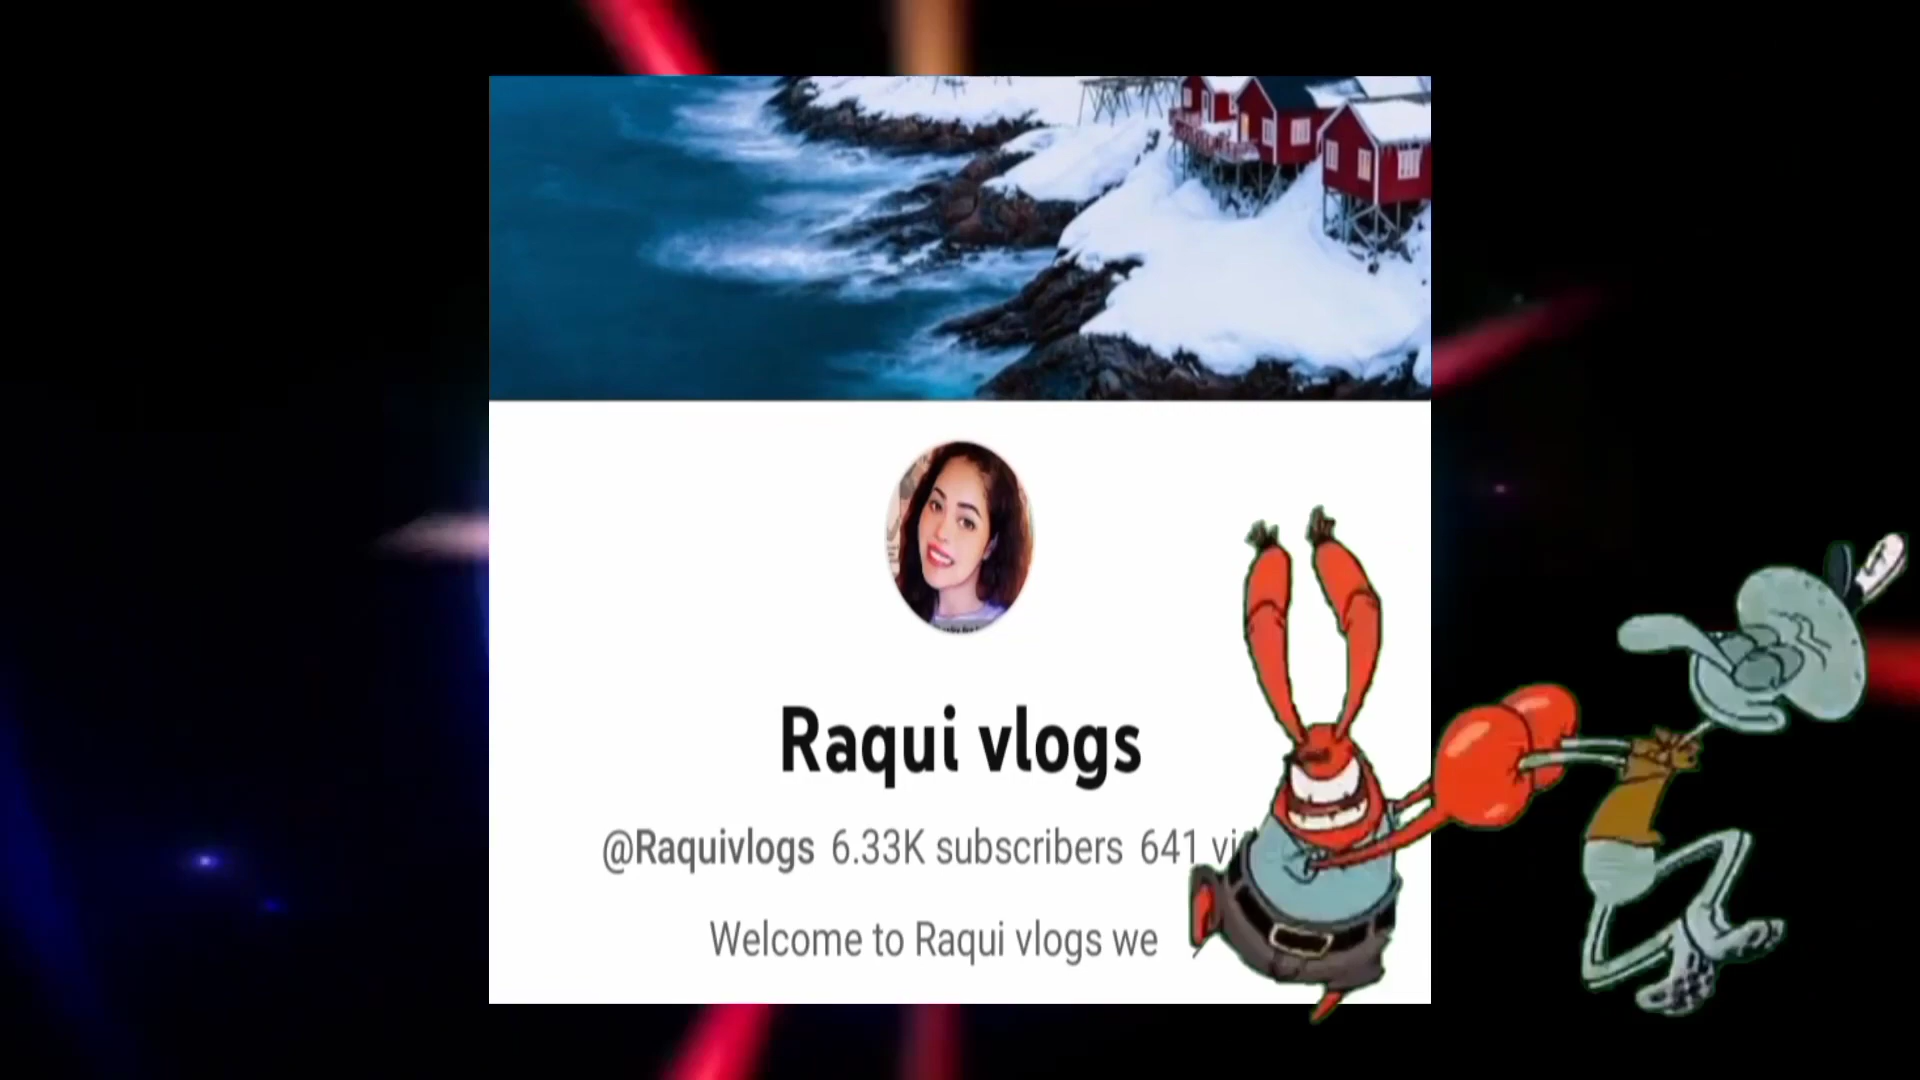 Raqui vlogs
@Raquivlogs 6.33K subscribers 641
Welcome to Raqui vlogs we